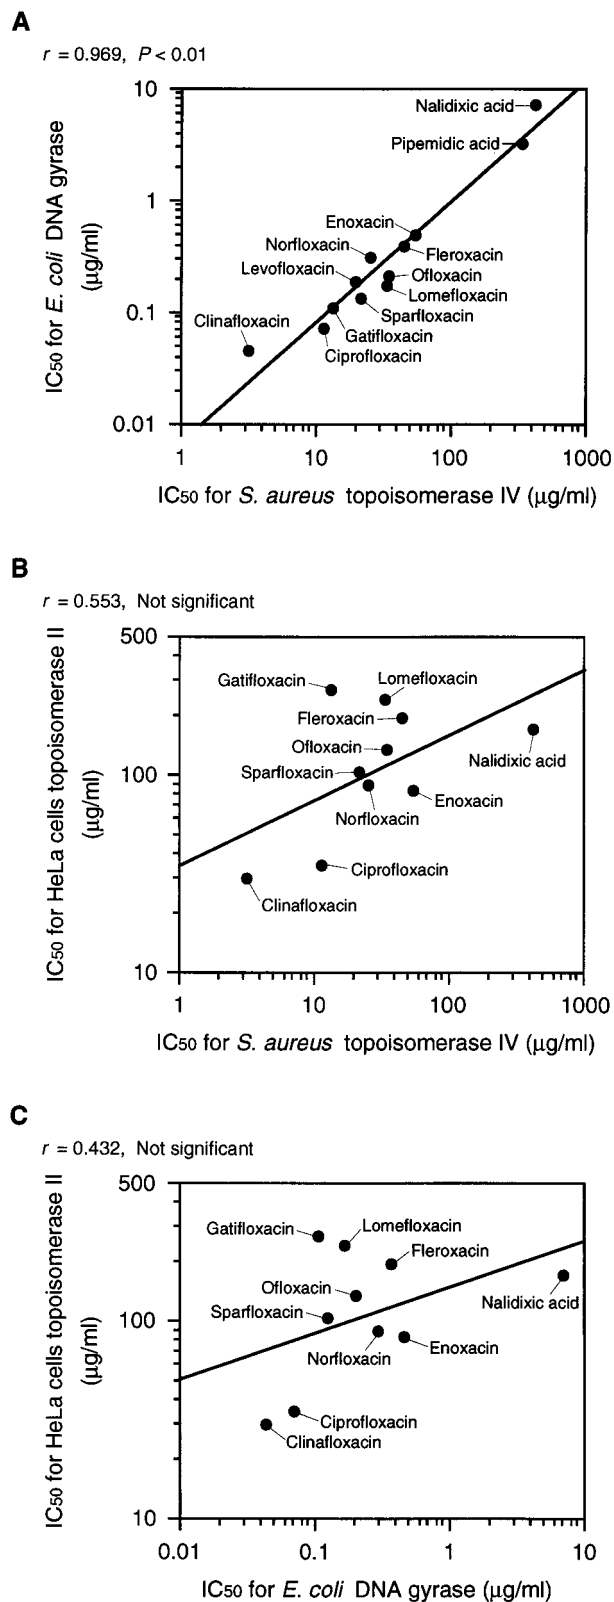 A
r = 0.969, P < 0.01
IC50 for E. coli DNA gyrase
(μg/ml)
10
1
0.1
0.01
Nalidixic acid
Pipemidic acid
Enoxacin
Norfloxacin
Fleroxacin
Levofloxacin
Ofloxacin
Lomefloxacin
Clinafloxacin
Sparfloxacin
Gatifloxacin
Ciprofloxacin
1 10 100 1000
IC50 for S. aureus topoisomerase IV (μg/ml)
B
r = 0.553, Not significant
IC50 for HeLa cells topoisomerase II
(μg/ml)
500
100
10
Gatifloxacin
Lomefloxacin
Fleroxacin
Ofloxacin
Nalidixic acid
Sparfloxacin
Enoxacin
Norfloxacin
Ciprofloxacin
Clinafloxacin
1 10 100 1000
IC50 for S. aureus topoisomerase IV (μg/ml)
C
r = 0.432, Not significant
IC50 for HeLa cells topoisomerase II
(μg/ml)
500
100
10
Gatifloxacin
Lomefloxacin
Fleroxacin
Ofloxacin
Nalidixic acid
Sparfloxacin
Enoxacin
Norfloxacin
Ciprofloxacin
Clinafloxacin
0.01 0.1 1 10
IC50 for E. coli DNA gyrase (μg/ml)